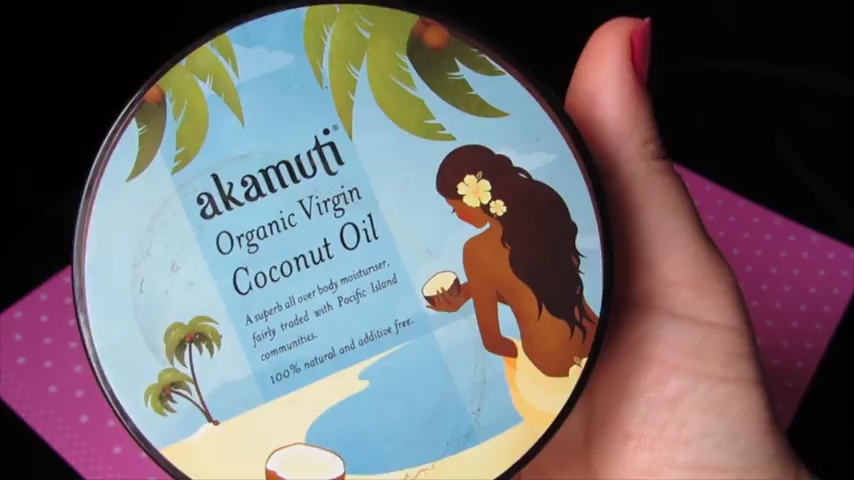 akamuti®
Organic Virgin
Coconut Oil
A superb all over body moisturiser,
fairly traded with Pacific Island
communities.
100% natural and additive free.